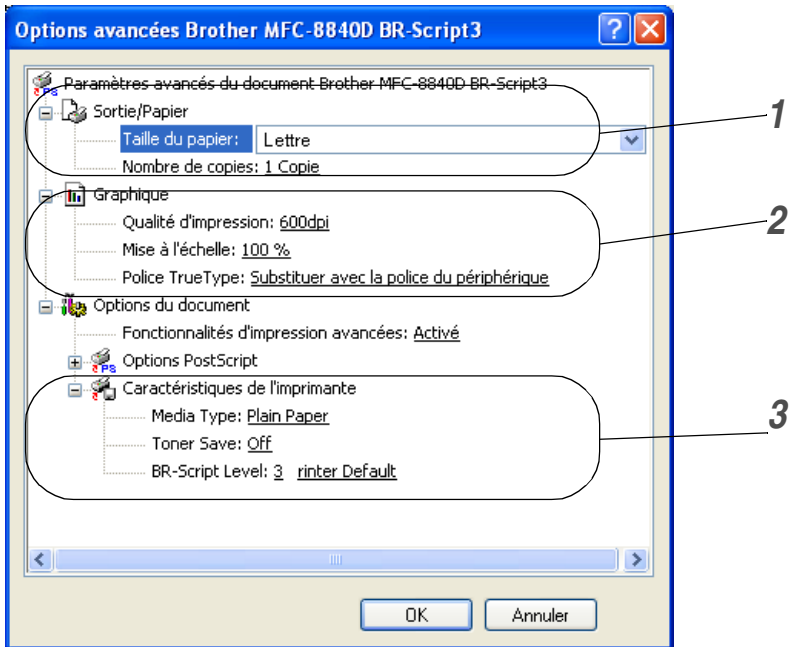 Options avancées Brother MFC-8840D BR-Script3
Paramètres avancés du document Brother MFC-8840D BR-Script3
Sortie/Papier
Taille du papier: Lettre
1
Nombre de copies: 1 Copie
Graphique
Qualité d'impression: 600dpi
2
Mise à l'échelle: 100 %
Police TrueType: Substituer avec la police du périphérique
Options du document
Fonctionnalités d'impression avancées: Activé
PS Options PostScript
Caractéristiques de l'imprimante
Media Type: Plain Paper
3
Toner Save: Off
BR-Script Level: 3 rinter Default
OK Annuler